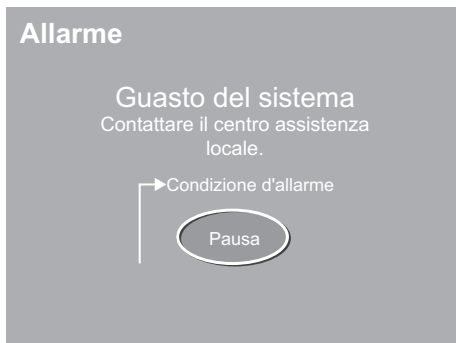 Allarme
Guasto del sistema
Contattare il centro assistenza
locale.
Condizione d'allarme
Pausa